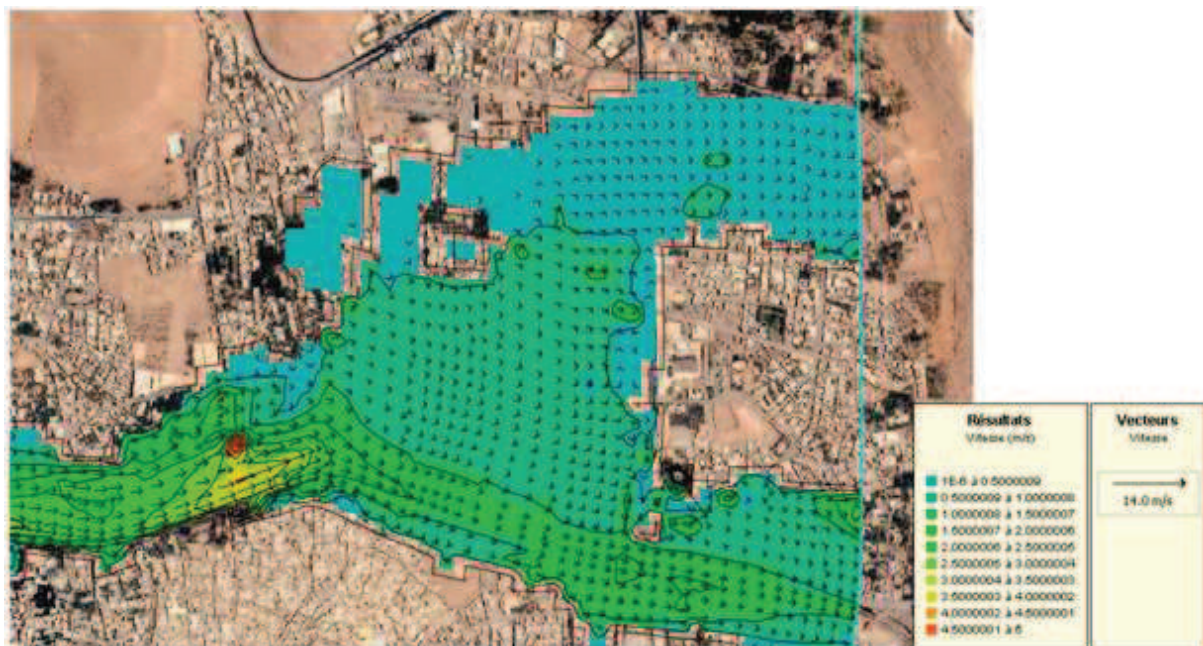 Résultats
Vitesse (m/s)
1E-6 à 0.5000009
0.5000009 à 1.0000008
1.0000008 à 1.5000007
1.5000007 à 2.0000006
2.0000006 à 2.5000005
2.5000005 à 3.0000004
3.0000004 à 3.5000003
3.5000003 à 4.0000002
4.0000002 à 4.5000001
4.5000001 à 5
Vecteurs
Vitesse
14.0 m/s